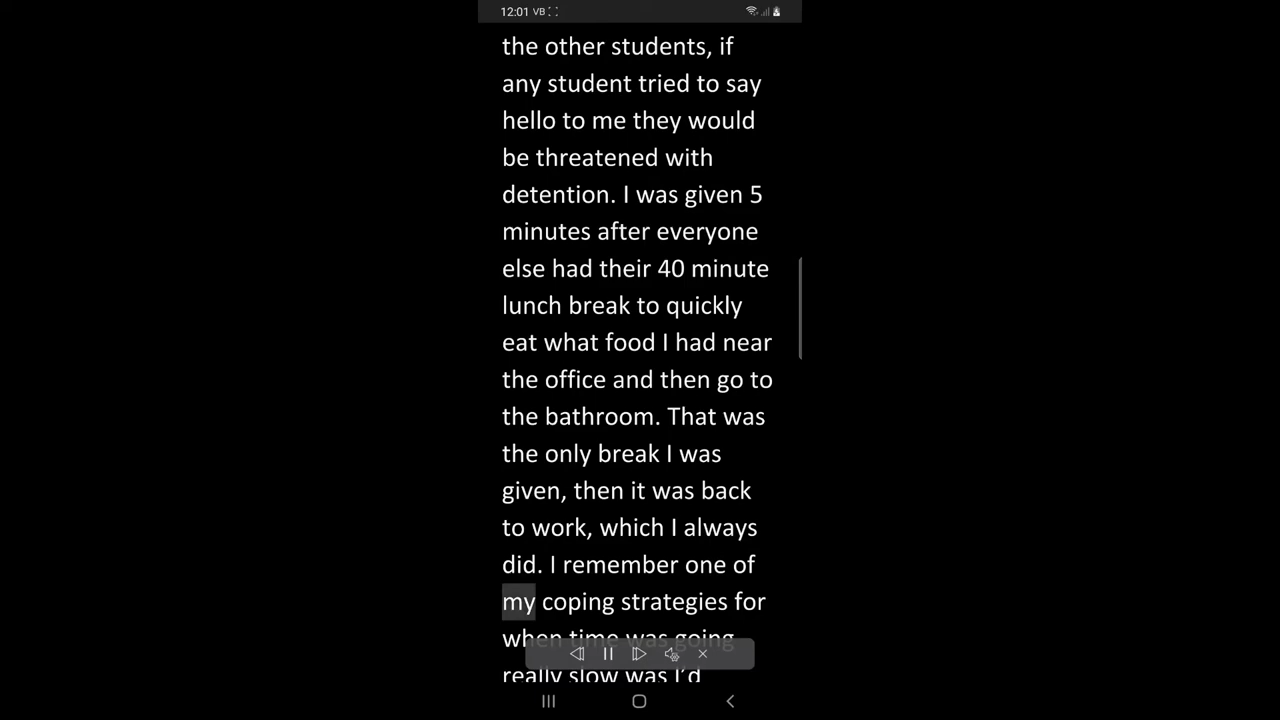 12:01 VB
the other students, if
any student tried to say
hello to me they would
be threatened with
detention. I was given 5
minutes after everyone
else had their 40 minute
lunch break to quickly
eat what food I had near
the office and then go to
the bathroom. That was
the only break I was
given, then it was back
to work, which I always
did. I remember one of
my coping strategies for
when time was going
really slow was I'd